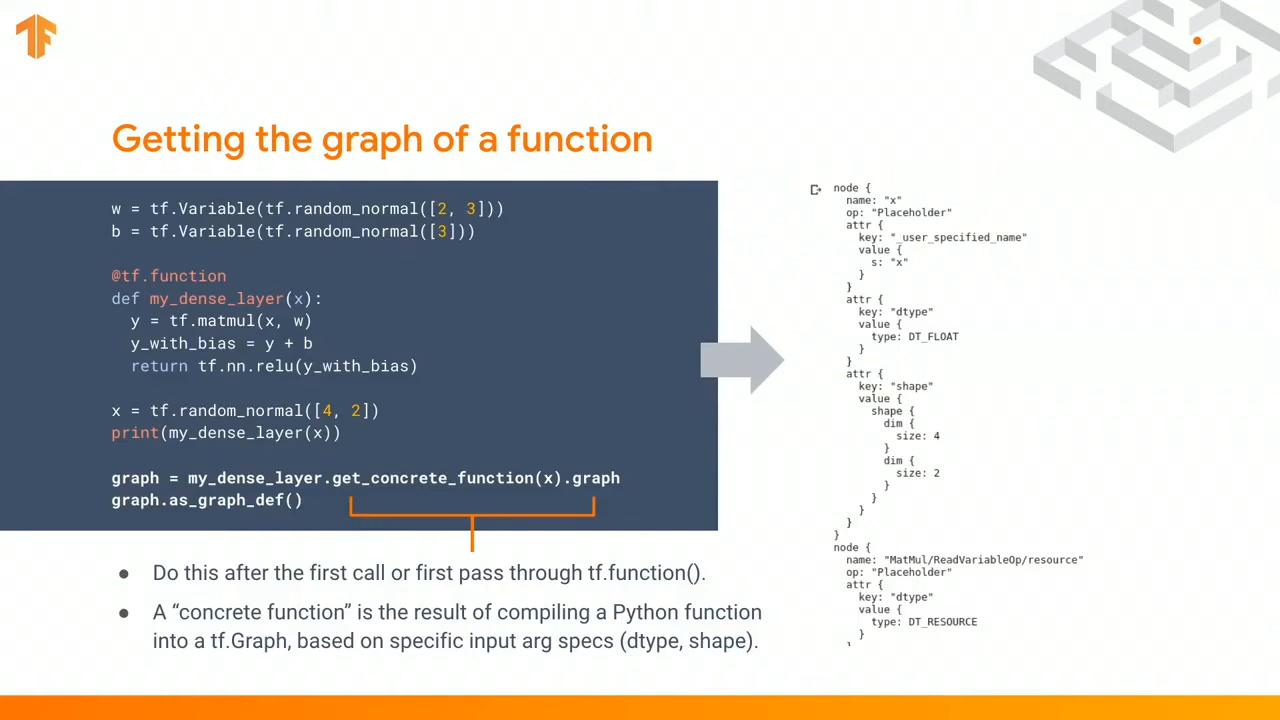 Getting the graph of a function
w = tf.Variable(tf.random_normal([2, 3]))
b = tf.Variable(tf.random_normal([3]))
@tf.function
def my_dense_layer(x):
y = tf.matmul(x, w)
y_with_bias = y + b
return tf.nn.relu(y_with_bias)
x = tf.random_normal([4, 2])
print(my_dense_layer(x))
graph = my_dense_layer.get_concrete_function(x).graph
graph.as_graph_def()
● Do this after the first call or first pass through tf.function().
● A “concrete function” is the result of compiling a Python function
into a tf.Graph, based on specific input arg specs (dtype, shape).
node {
name: "x"
op: "Placeholder"
attr {
key: "_user_specified_name"
value {
s: "x"
}
}
attr {
key: "dtype"
value {
type: DT_FLOAT
}
}
attr {
key: "shape"
value {
shape {
dim {
size: 4
}
dim {
size: 2
}
}
}
}
}
node {
name: "MatMul/ReadVariableOp/resource"
op: "Placeholder"
attr {
key: "dtype"
value {
type: DT_RESOURCE
}